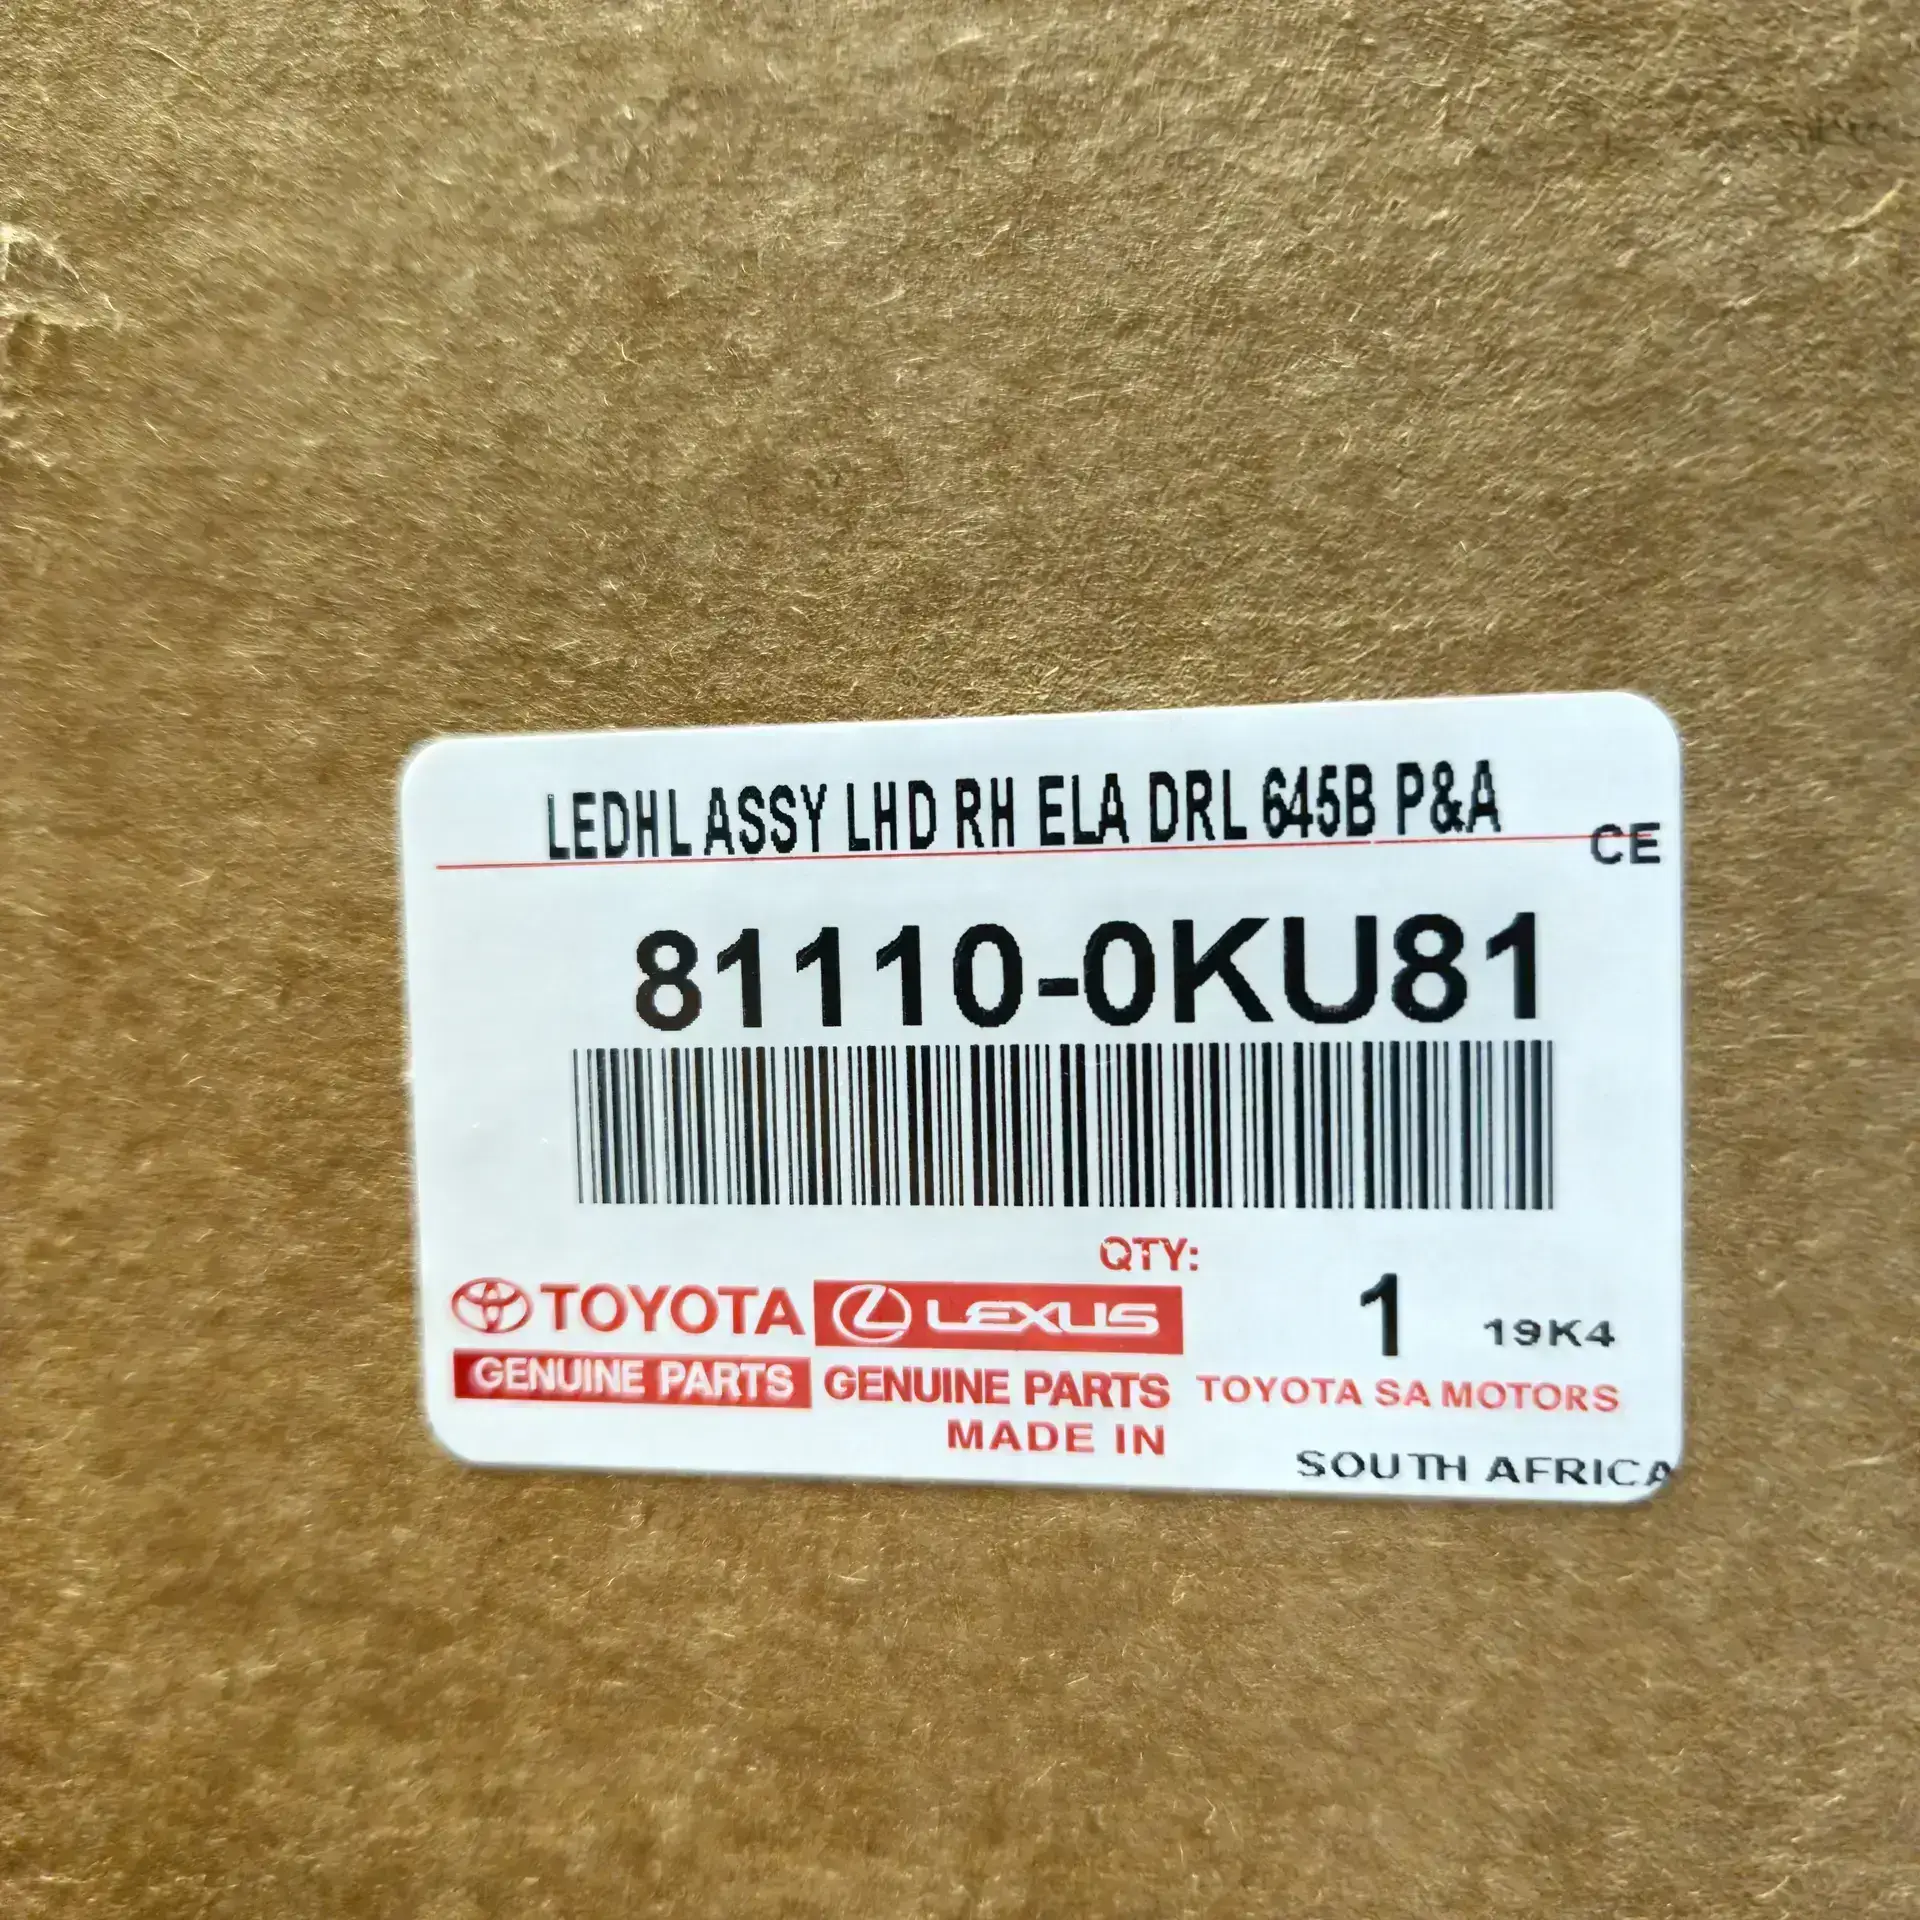 LEDHL ASSY LHD RH ELA DRL 645B P&A
CE
81110-0KU81
QTY:
1 19K4
TOYOTA LEXUS
GENUINE PARTS GENUINE PARTS TOYOTA SA MOTORS
MADE IN
SOUTH AFRICA